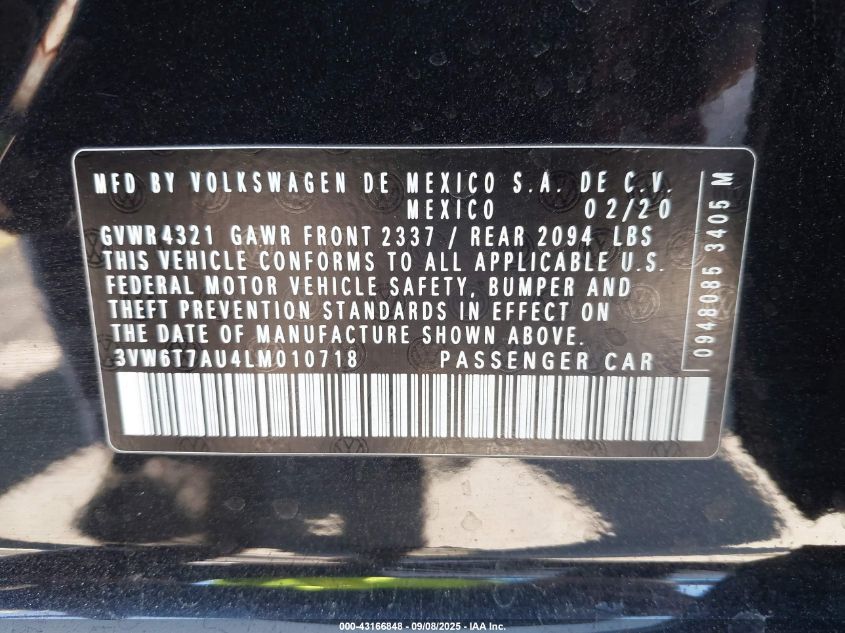 MFD BY VOLKSWAGEN DE MEXICO S.A. DE C.V.
MEXICO 02/20
GVWR4321 GAWR FRONT 2337 / REAR 2094 LBS
THIS VEHICLE CONFORMS TO ALL APPLICABLE U.S.
FEDERAL MOTOR VEHICLE SAFETY, BUMPER AND
THEFT PREVENTION STANDARDS IN EFFECT ON
THE DATE OF MANUFACTURE SHOWN ABOVE.
3VW6T7AU4LM010718 PASSENGER CAR
0948085 3405 M
000-43166848 - 09/08/2025 - IAA Inc.